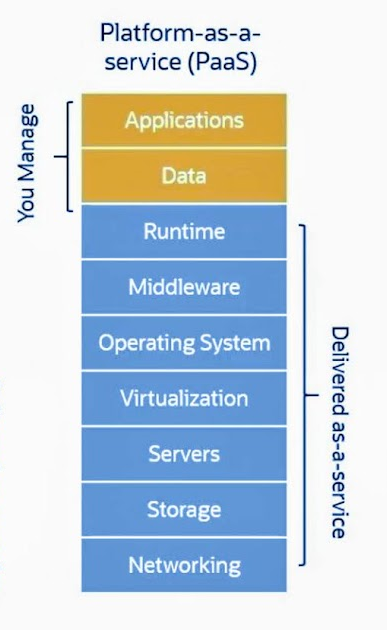 Platform-as-a-
service (PaaS)
You Manage
Applications
Data
Runtime
Middleware
Operating System
Virtualization
Servers
Storage
Networking
Delivered as-a-service